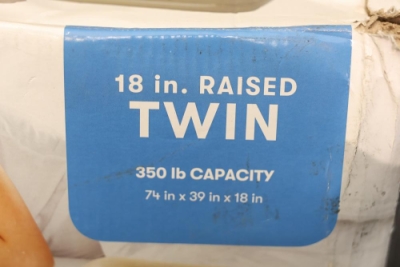 18 in. RAISED
TWIN
350 lb CAPACITY
74 in x 39 in x 18 in